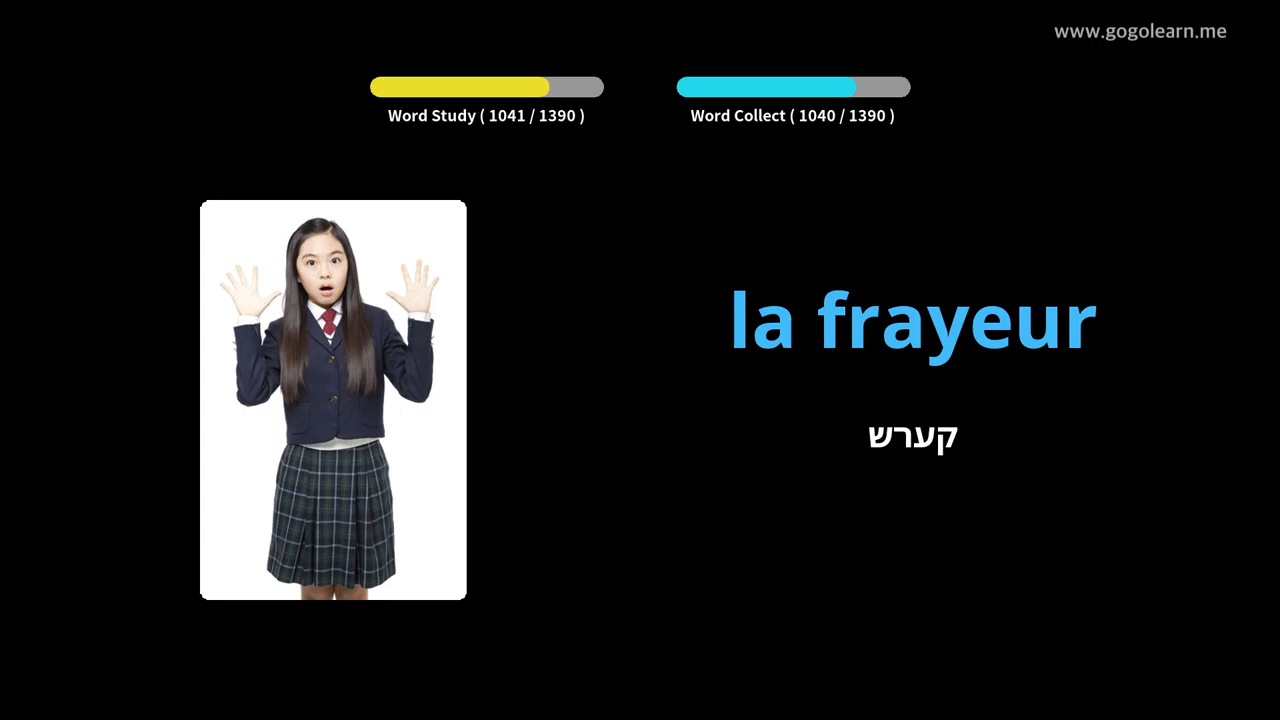 www.gogolearn.me
Word Study ( 1041 / 1390 )
Word Collect ( 1040 / 1390 )
la frayeur
קערש